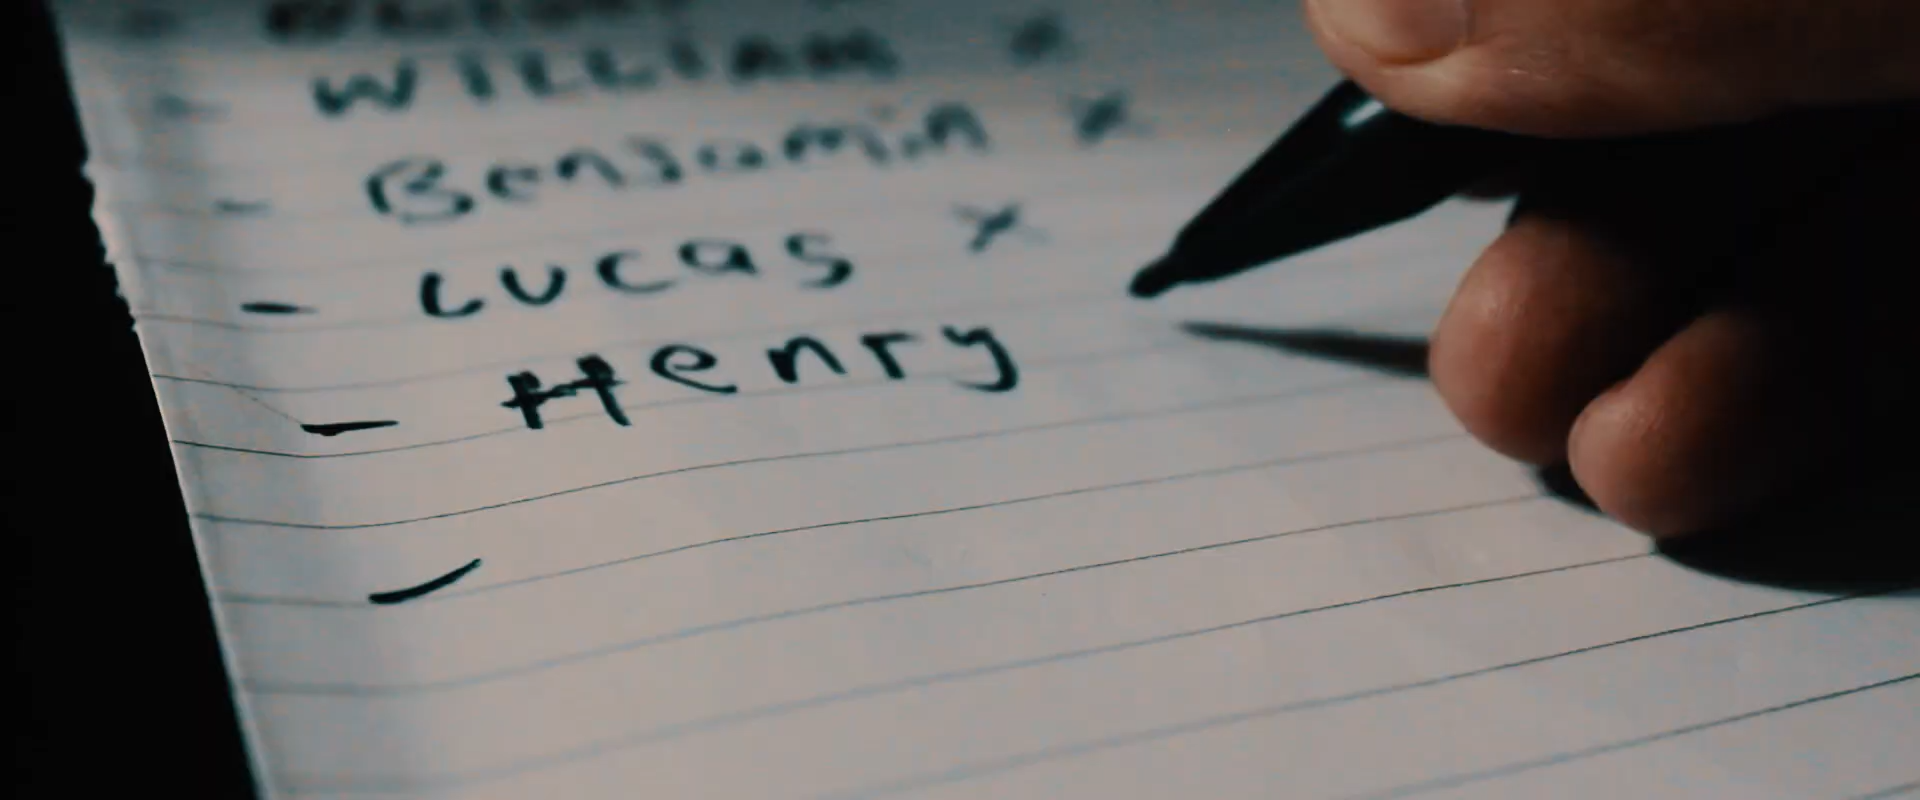 - WILLIAM x
- Benjamin x
- Lucas x
- Henry
-